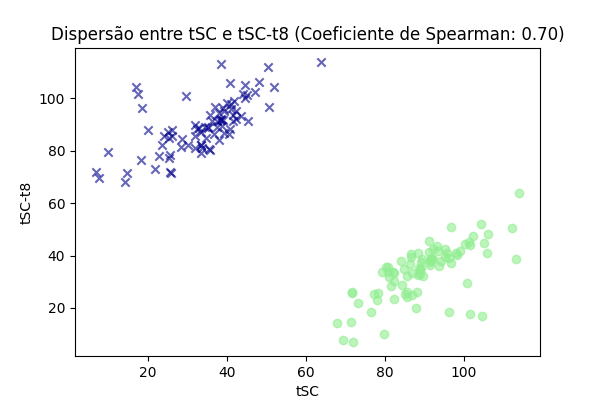 Dispersão entre tSC e tSC-t8 (Coeficiente de Spearman: 0.70)
tSC-t8
100
80
60
40
20
20 40 60 80 100
tSC